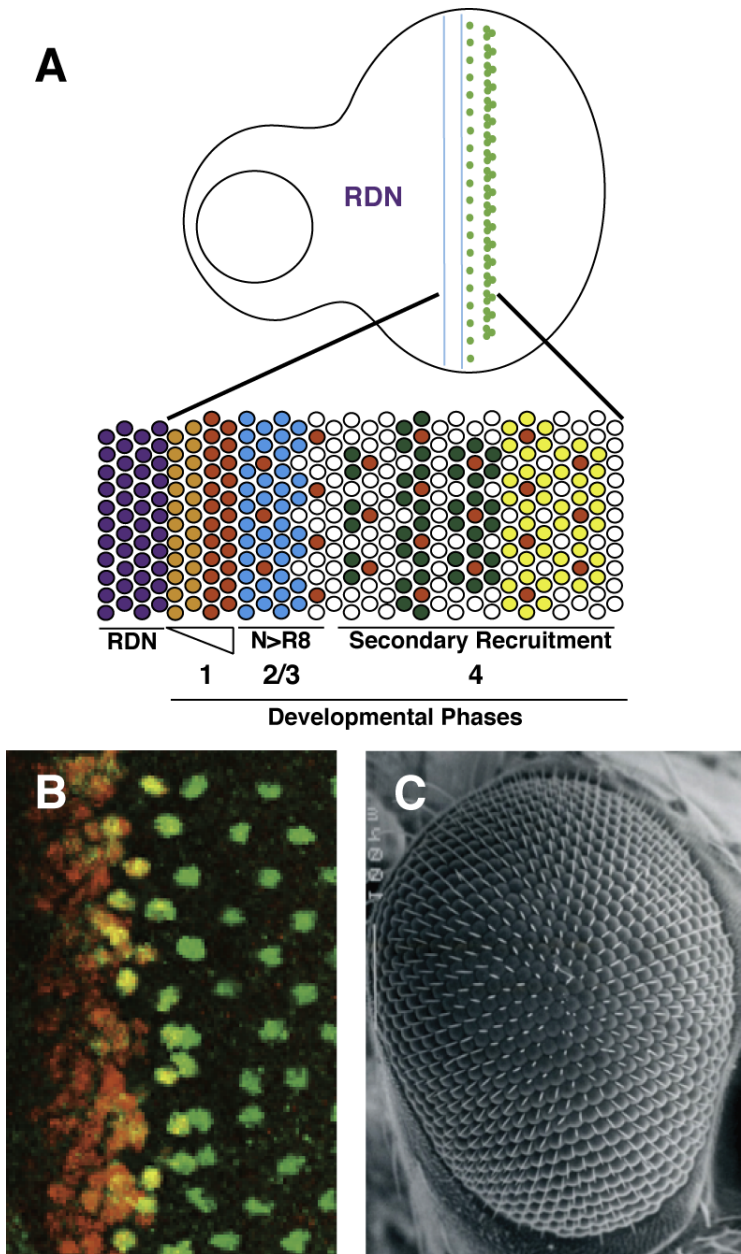 A
RDN
RDN N>R8 Secondary Recruitment
1 2/3 4
Developmental Phases
B C